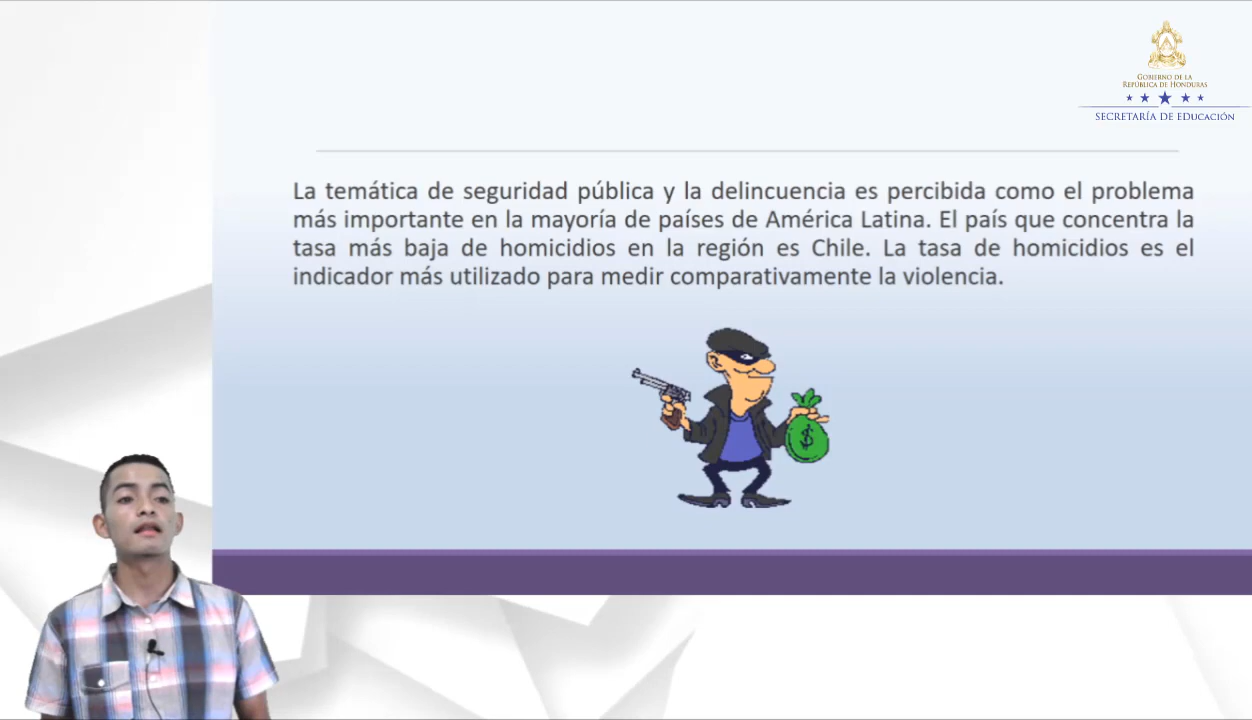 GOBIERNO DE LA
REPÚBLICA DE HONDURAS
SECRETARÍA DE EDUCACIÓN
La temática de seguridad pública y la delincuencia es percibida como el problema
más importante en la mayoría de países de América Latina. El país que concentra la
tasa más baja de homicidios en la región es Chile. La tasa de homicidios es el
indicador más utilizado para medir comparativamente la violencia.
$